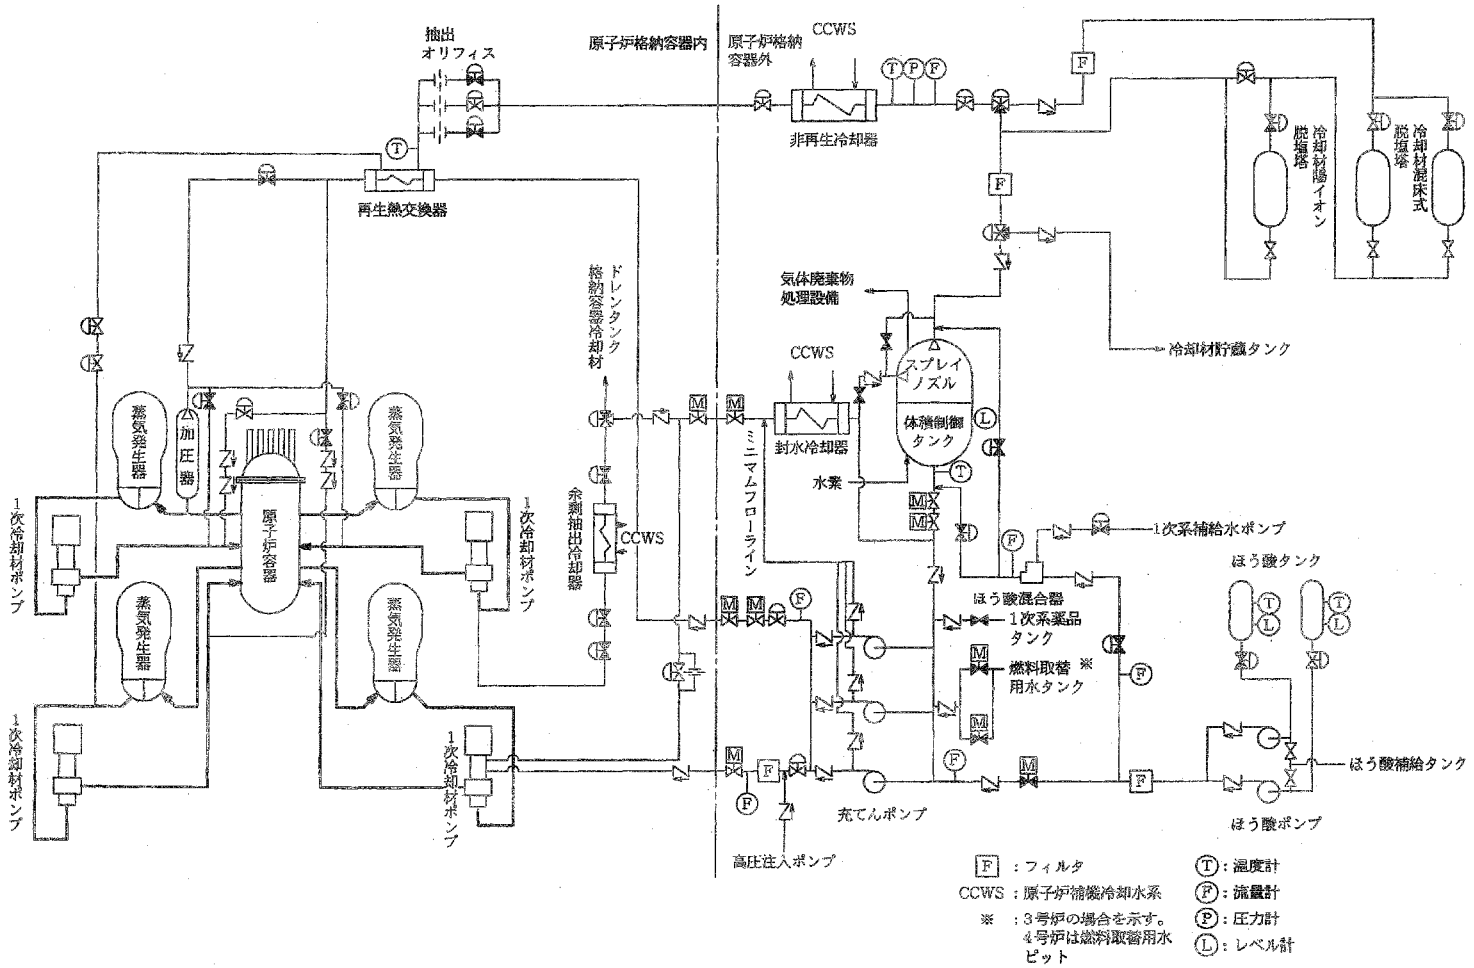 抽出
オリフィス
原子炉格納容器内
原子炉格納
容器外
CCWS
T
P
F
F
非再生冷却器
T
再生熱交換器
F
冷却材陽イオン
脱塩塔
冷却材混床式
脱塩塔
気体廃棄物
処理設備
冷却材貯蔵タンク
格納容器冷却材
ドレンタンク
CCWS
スプレイ
ノズル
体積制御
タンク
L
T
M
M
封水冷却器
水素
ミニマムフローライン
M
M
蒸気発生器
加圧器
蒸気発生器
原子炉容器
1次冷却材ポンプ
1次冷却材ポンプ
余剰抽出冷却器
CCWS
F
1次系補給水ポンプ
ほう酸混合器
ほう酸タンク
T
L
T
L
1次系薬品
タンク
M
M
F
蒸気発生器
蒸気発生器
M
燃料取替 ※
用水タンク
M
F
1次冷却材ポンプ
1次冷却材ポンプ
M
F
F
F
M
F
充てんポンプ
高圧注入ポンプ
ほう酸補給タンク
ほう酸ポンプ
F : フィルタ
CCWS : 原子炉補機冷却水系
※ : 3号炉の場合を示す。
4号炉は燃料取替用水
ピット
T : 温度計
F : 流量計
P : 圧力計
L : レベル計